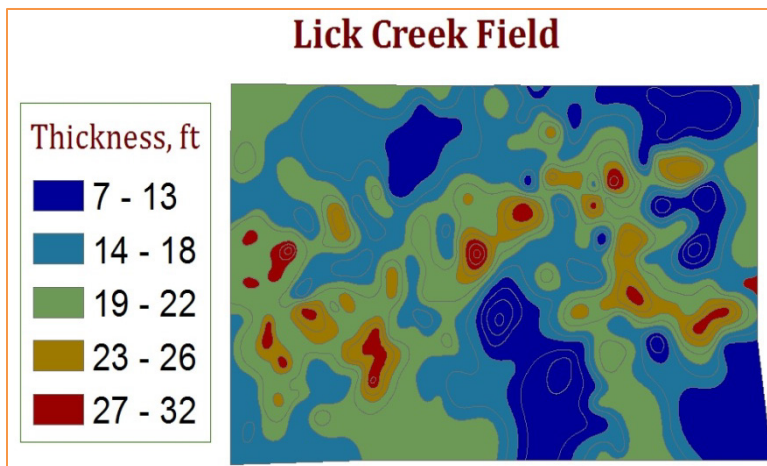 Lick Creek Field
Thickness, ft
7 - 13
14 - 18
19 - 22
23 - 26
27 - 32